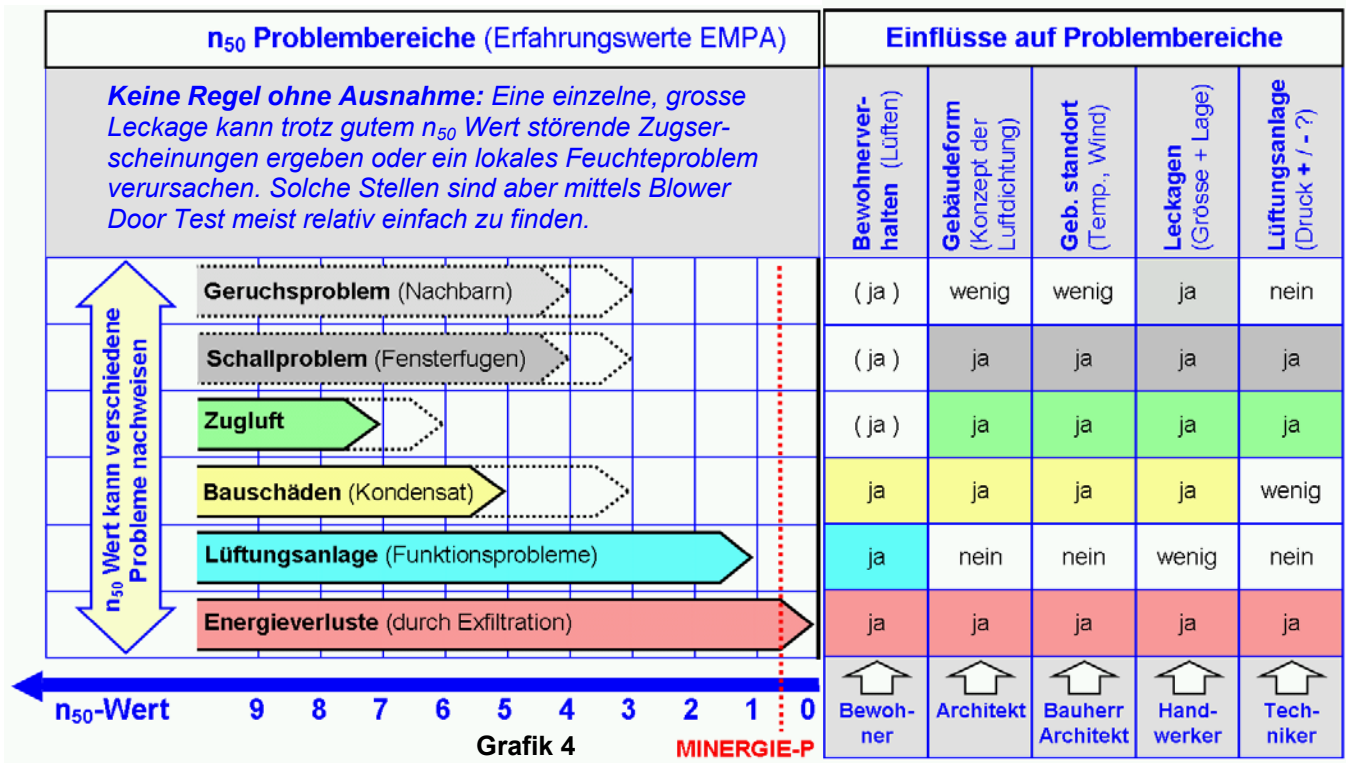 n₅₀ Problembereiche (Erfahrungswerte EMPA)
Keine Regel ohne Ausnahme: Eine einzelne, grosse
Leckage kann trotz gutem n₅₀ Wert störende Zugser-
scheinungen ergeben oder ein lokales Feuchteproblem
verursachen. Solche Stellen sind aber mittels Blower
Door Test meist relativ einfach zu finden.
Einflüsse auf Problembereiche
Bewohnerver-
halten (Lüften)
Gebäudeform
(Konzept der
Luftdichtung)
Geb. standort
(Temp., Wind)
Leckagen
(Grösse + Lage)
Lüftungsanlage
(Druck + / - ?)
n₅₀ Wert kann verschiedene
Probleme nachweisen
Geruchsproblem (Nachbarn)
( ja ) wenig wenig ja nein
Schallproblem (Fensterfugen)
( ja ) ja ja ja ja
Zugluft
( ja ) ja ja ja ja
Bauschäden (Kondensat)
ja ja ja ja wenig
Lüftungsanlage (Funktionsprobleme)
ja nein nein wenig nein
Energieverluste (durch Exfiltration)
ja ja ja ja ja
n₅₀-Wert 9 8 7 6 5 4 3 2 1 0
Grafik 4
MINERGIE-P
Bewoh-
ner
Architekt
Bauherr
Architekt
Hand-
werker
Tech-
niker